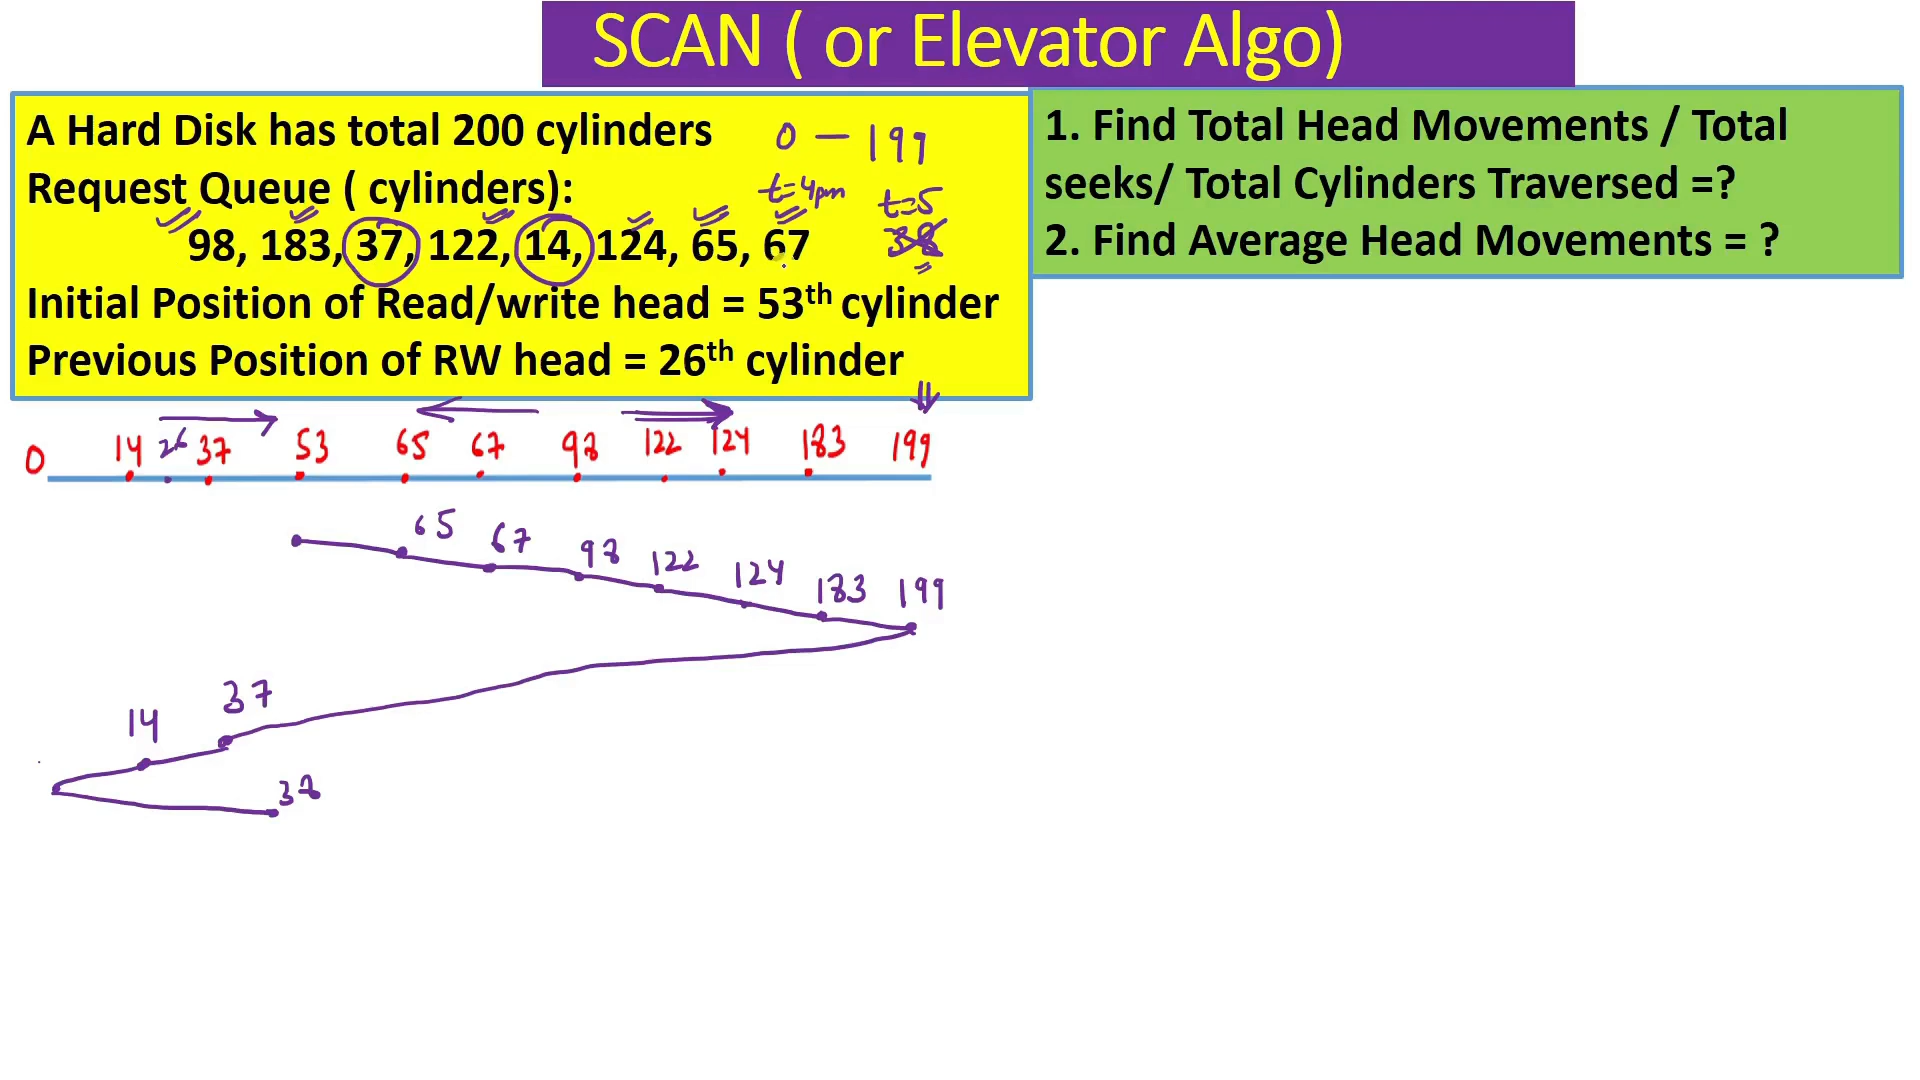 SCAN ( or Elevator Algo)
A Hard Disk has total 200 cylinders
0 — 199
Request Queue ( cylinders):
t=4pm
t=5
98, 183, 37, 122, 14, 124, 65, 67
38
Initial Position of Read/write head = 53th cylinder
Previous Position of RW head = 26th cylinder
1. Find Total Head Movements / Total
seeks/ Total Cylinders Traversed =?
2. Find Average Head Movements = ?
0 14 26 37 53 65 67 98 122 124 183 199
65 67 98 122 124 183 199
14 37
38